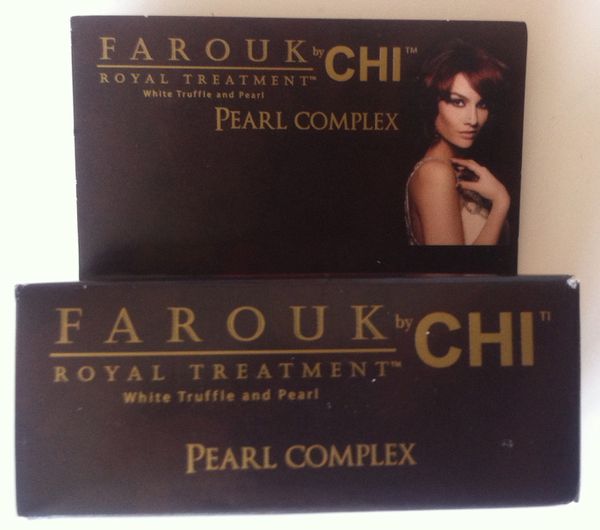 FAROUK by CHI™
ROYAL TREATMENT™
White Truffle and Pearl
PEARL COMPLEX
FAROUK by CHI™
ROYAL TREATMENT™
White Truffle and Pearl
PEARL COMPLEX